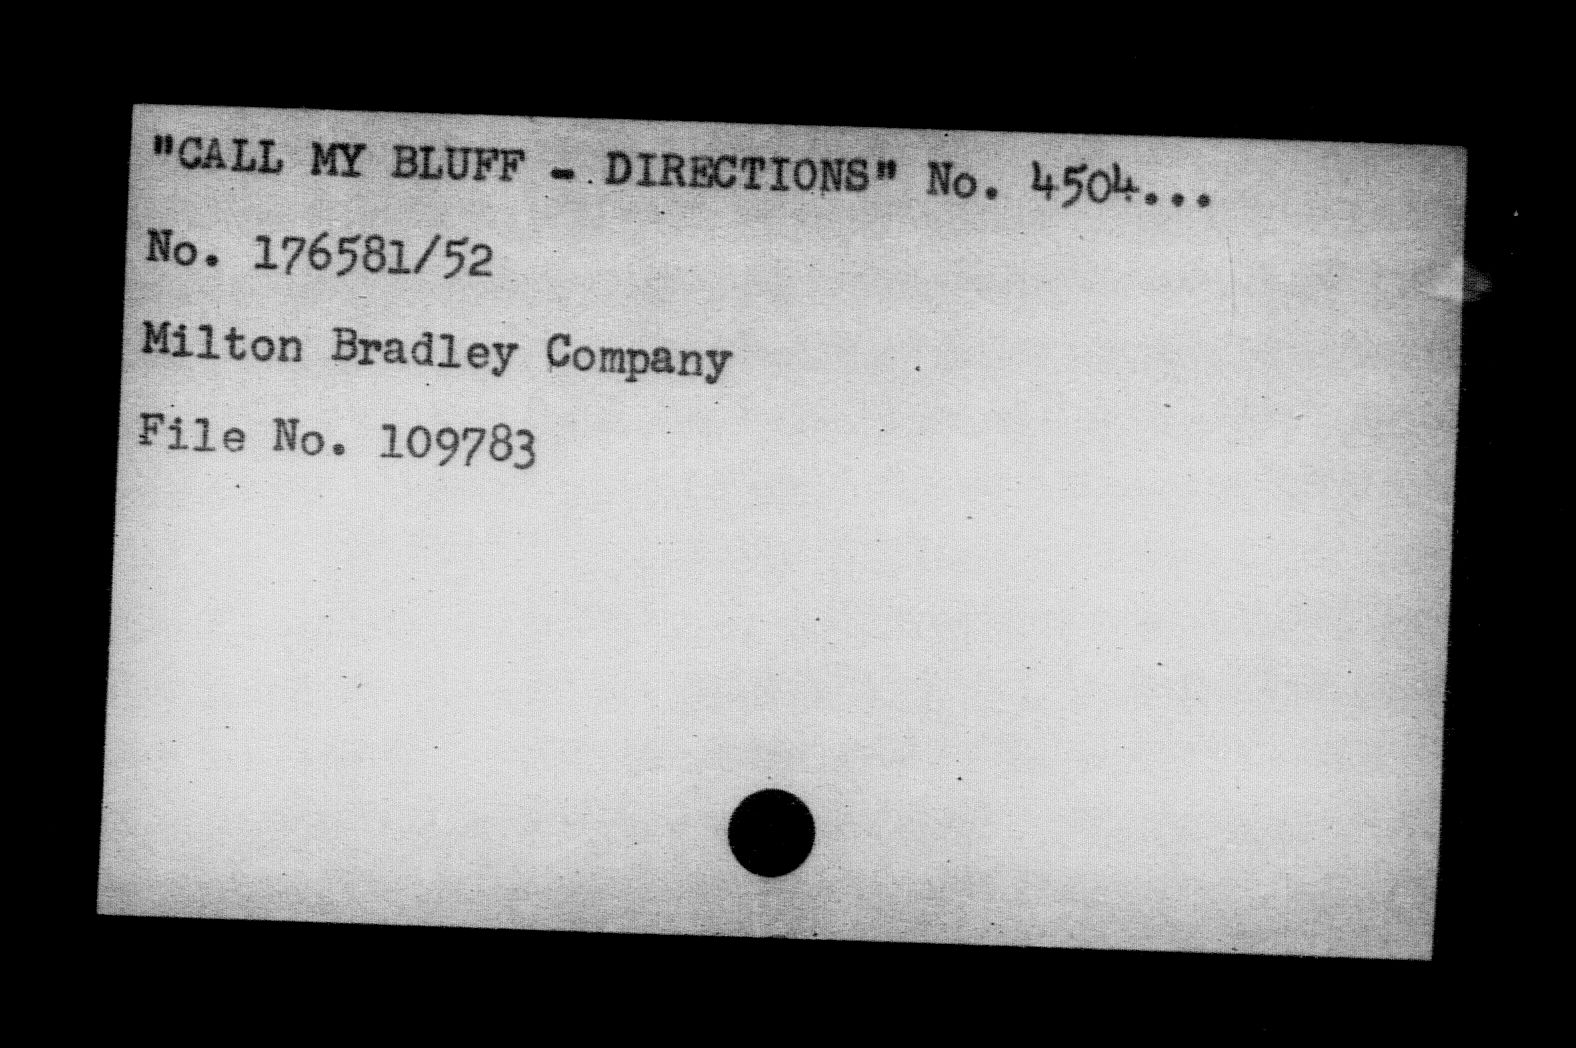 "CALL MY BLUFF - DIRECTIONS" No. 4504...
No. 176581/52
Milton Bradley Company
File No. 109783